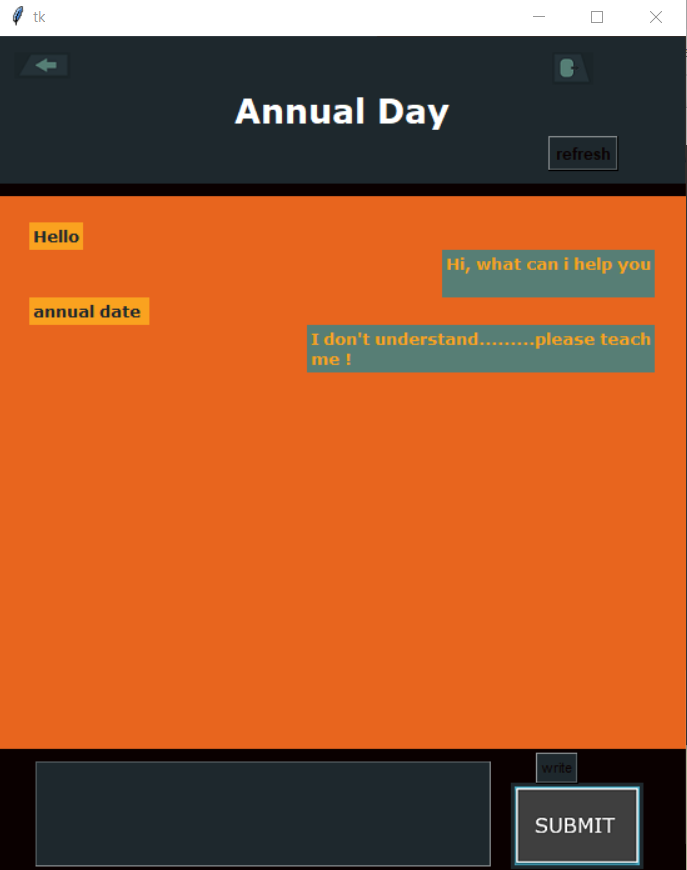 tk
Annual Day
refresh
Hello
Hi, what can i help you
annual date
I don't understand.........please teach
me !
write
SUBMIT